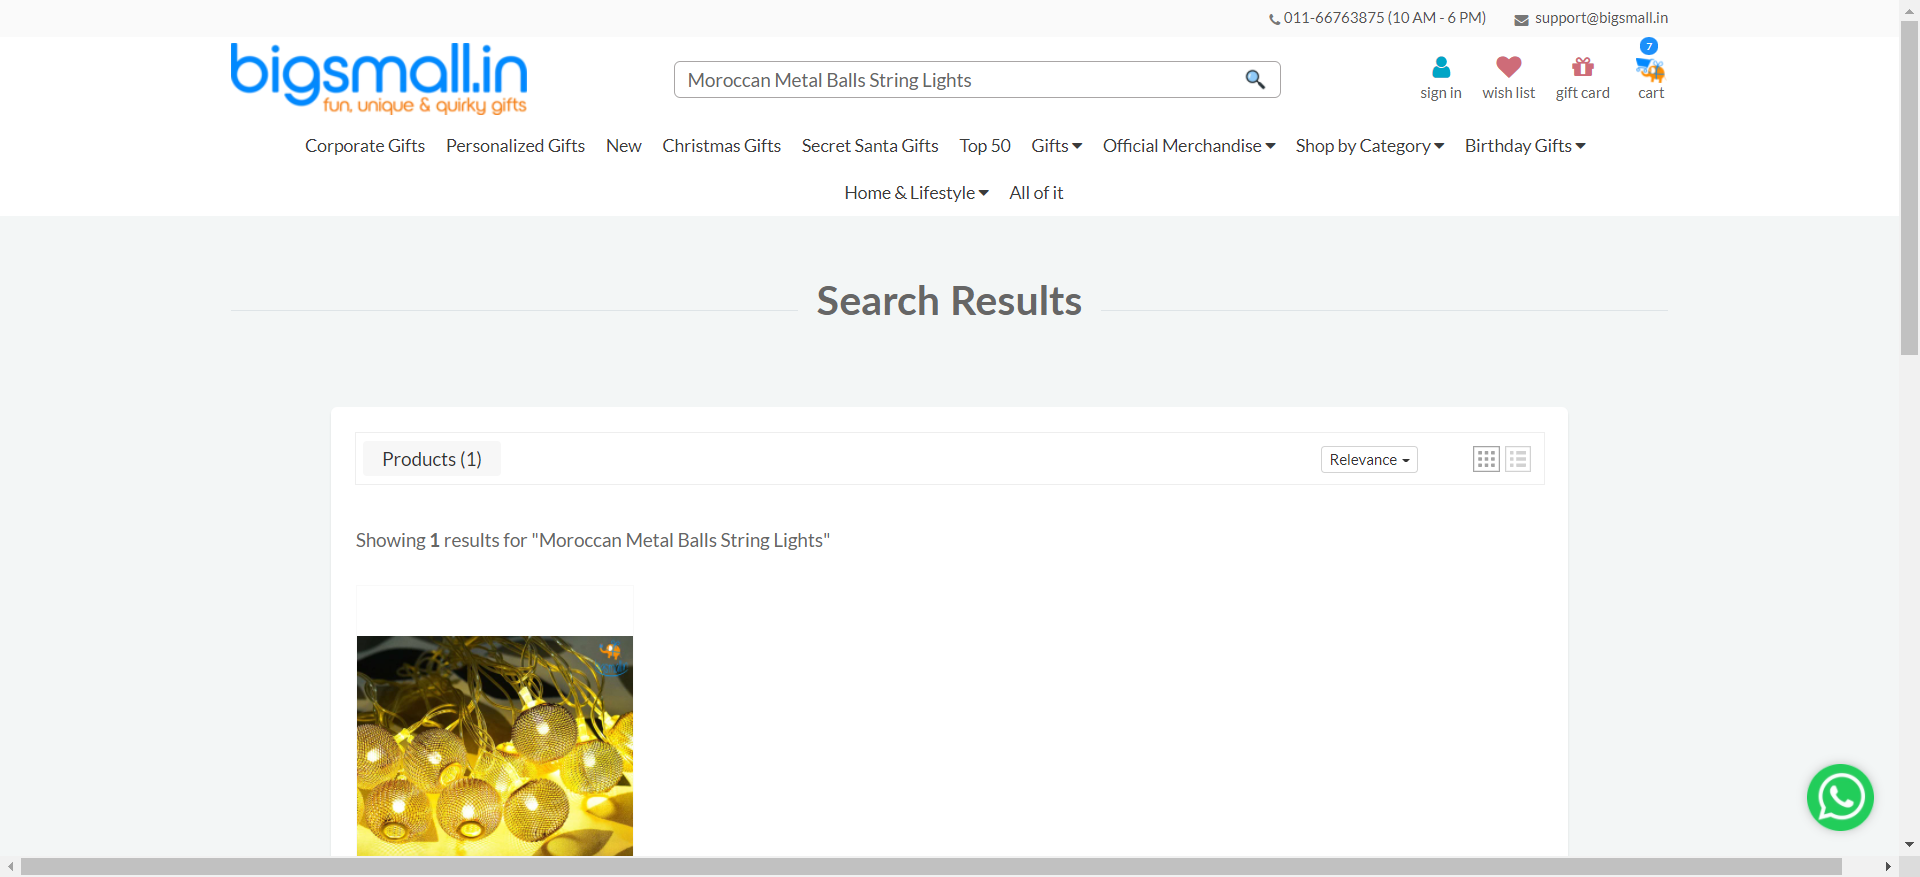 011-66763875 (10 AM - 6 PM) support@bigsmall.in
bigsmall.in
fun, unique & quirky gifts
Moroccan Metal Balls String Lights
7
sign in wish list gift card cart
Corporate Gifts Personalized Gifts New Christmas Gifts Secret Santa Gifts Top 50 Gifts Official Merchandise Shop by Category Birthday Gifts
Home & Lifestyle All of it
Search Results
Products (1) Relevance
Showing 1 results for "Moroccan Metal Balls String Lights"